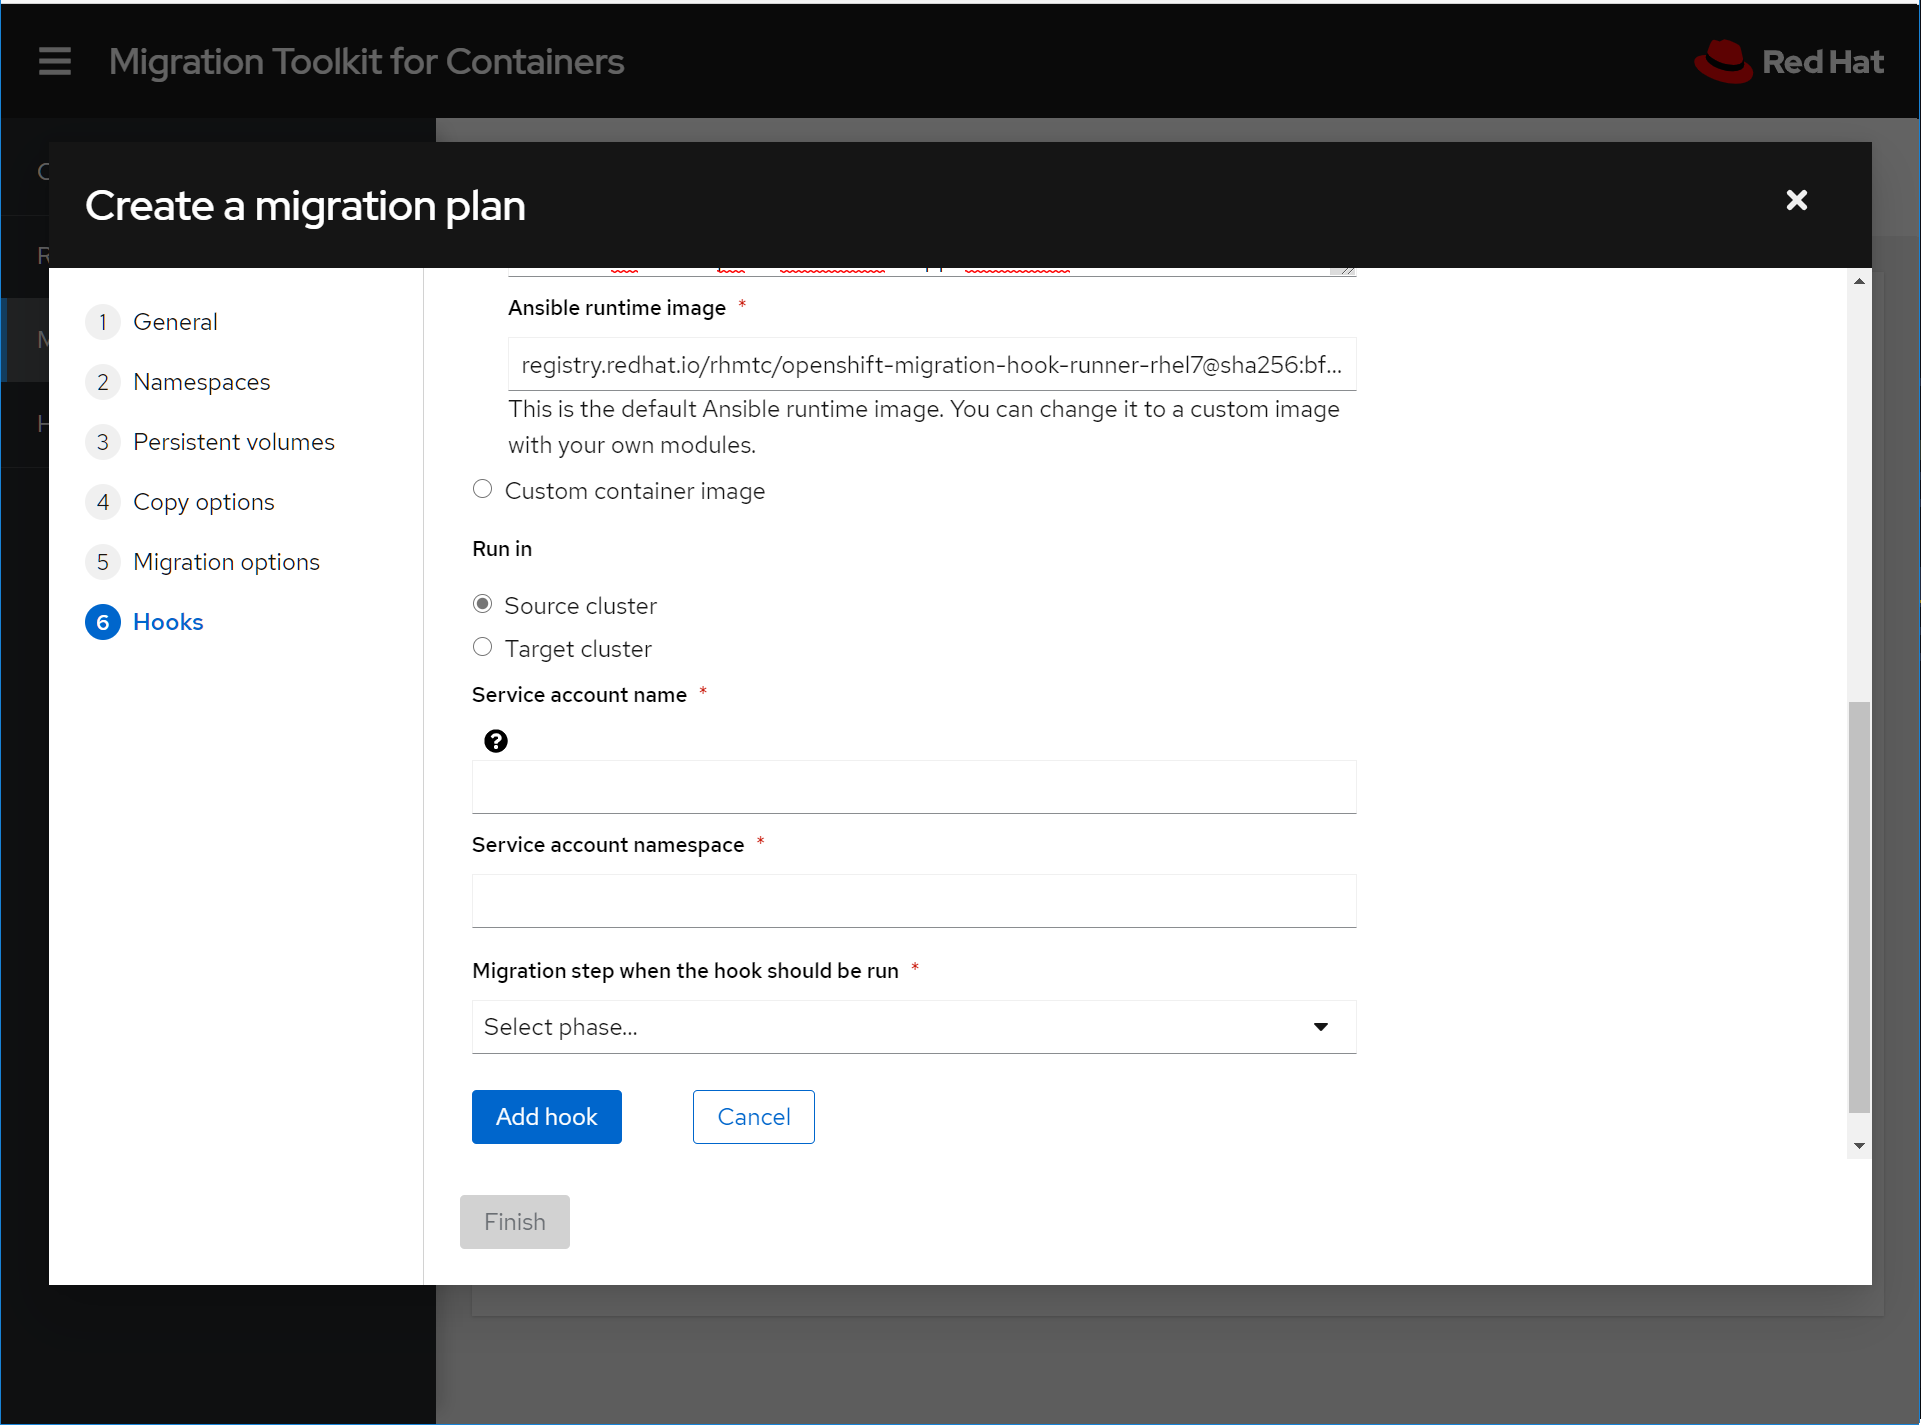 Migration Toolkit for Containers
Red Hat
Create a migration plan
1 General
2 Namespaces
3 Persistent volumes
4 Copy options
5 Migration options
6 Hooks
Ansible runtime image *
registry.redhat.io/rhmtc/openshift-migration-hook-runner-rhel7@sha256:bf...
This is the default Ansible runtime image. You can change it to a custom image
with your own modules.
Custom container image
Run in
Source cluster
Target cluster
Service account name *
?
Service account namespace *
Migration step when the hook should be run *
Select phase...
Add hook
Cancel
Finish